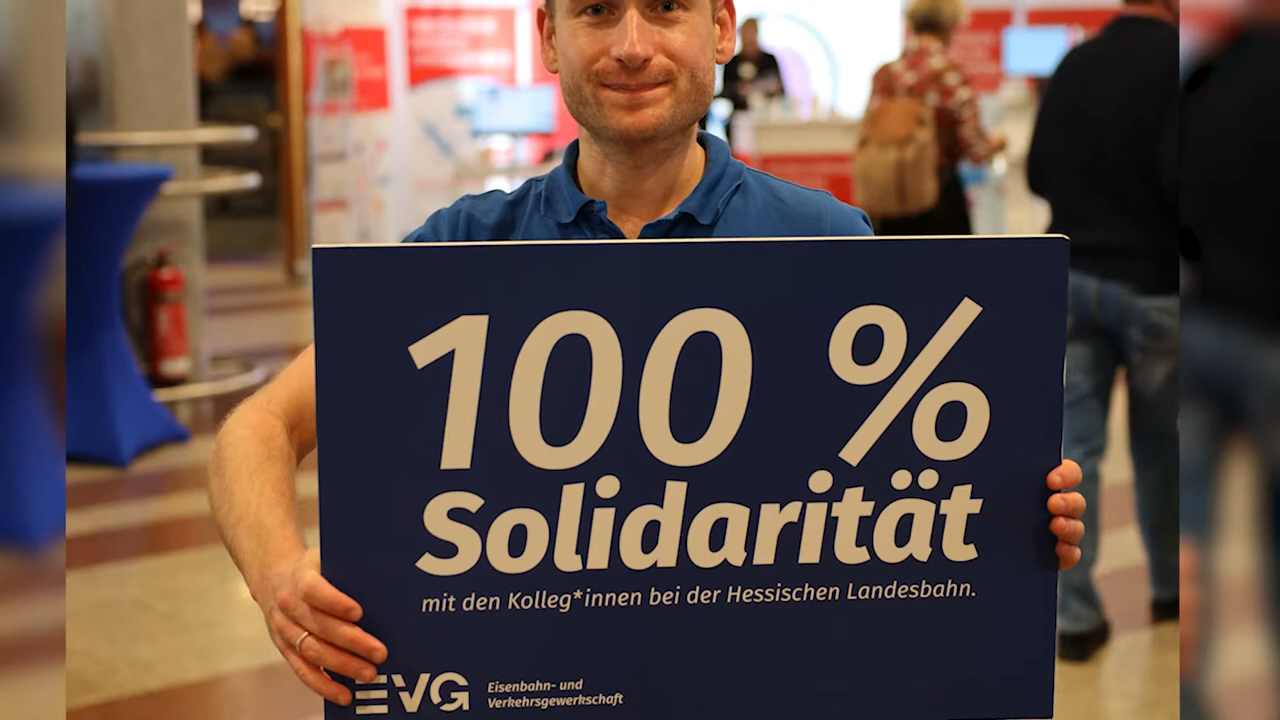 100 %
Solidarität
mit den Kolleg*innen bei der Hessischen Landesbahn.
EVG
Eisenbahn- und
Verkehrsgewerkschaft